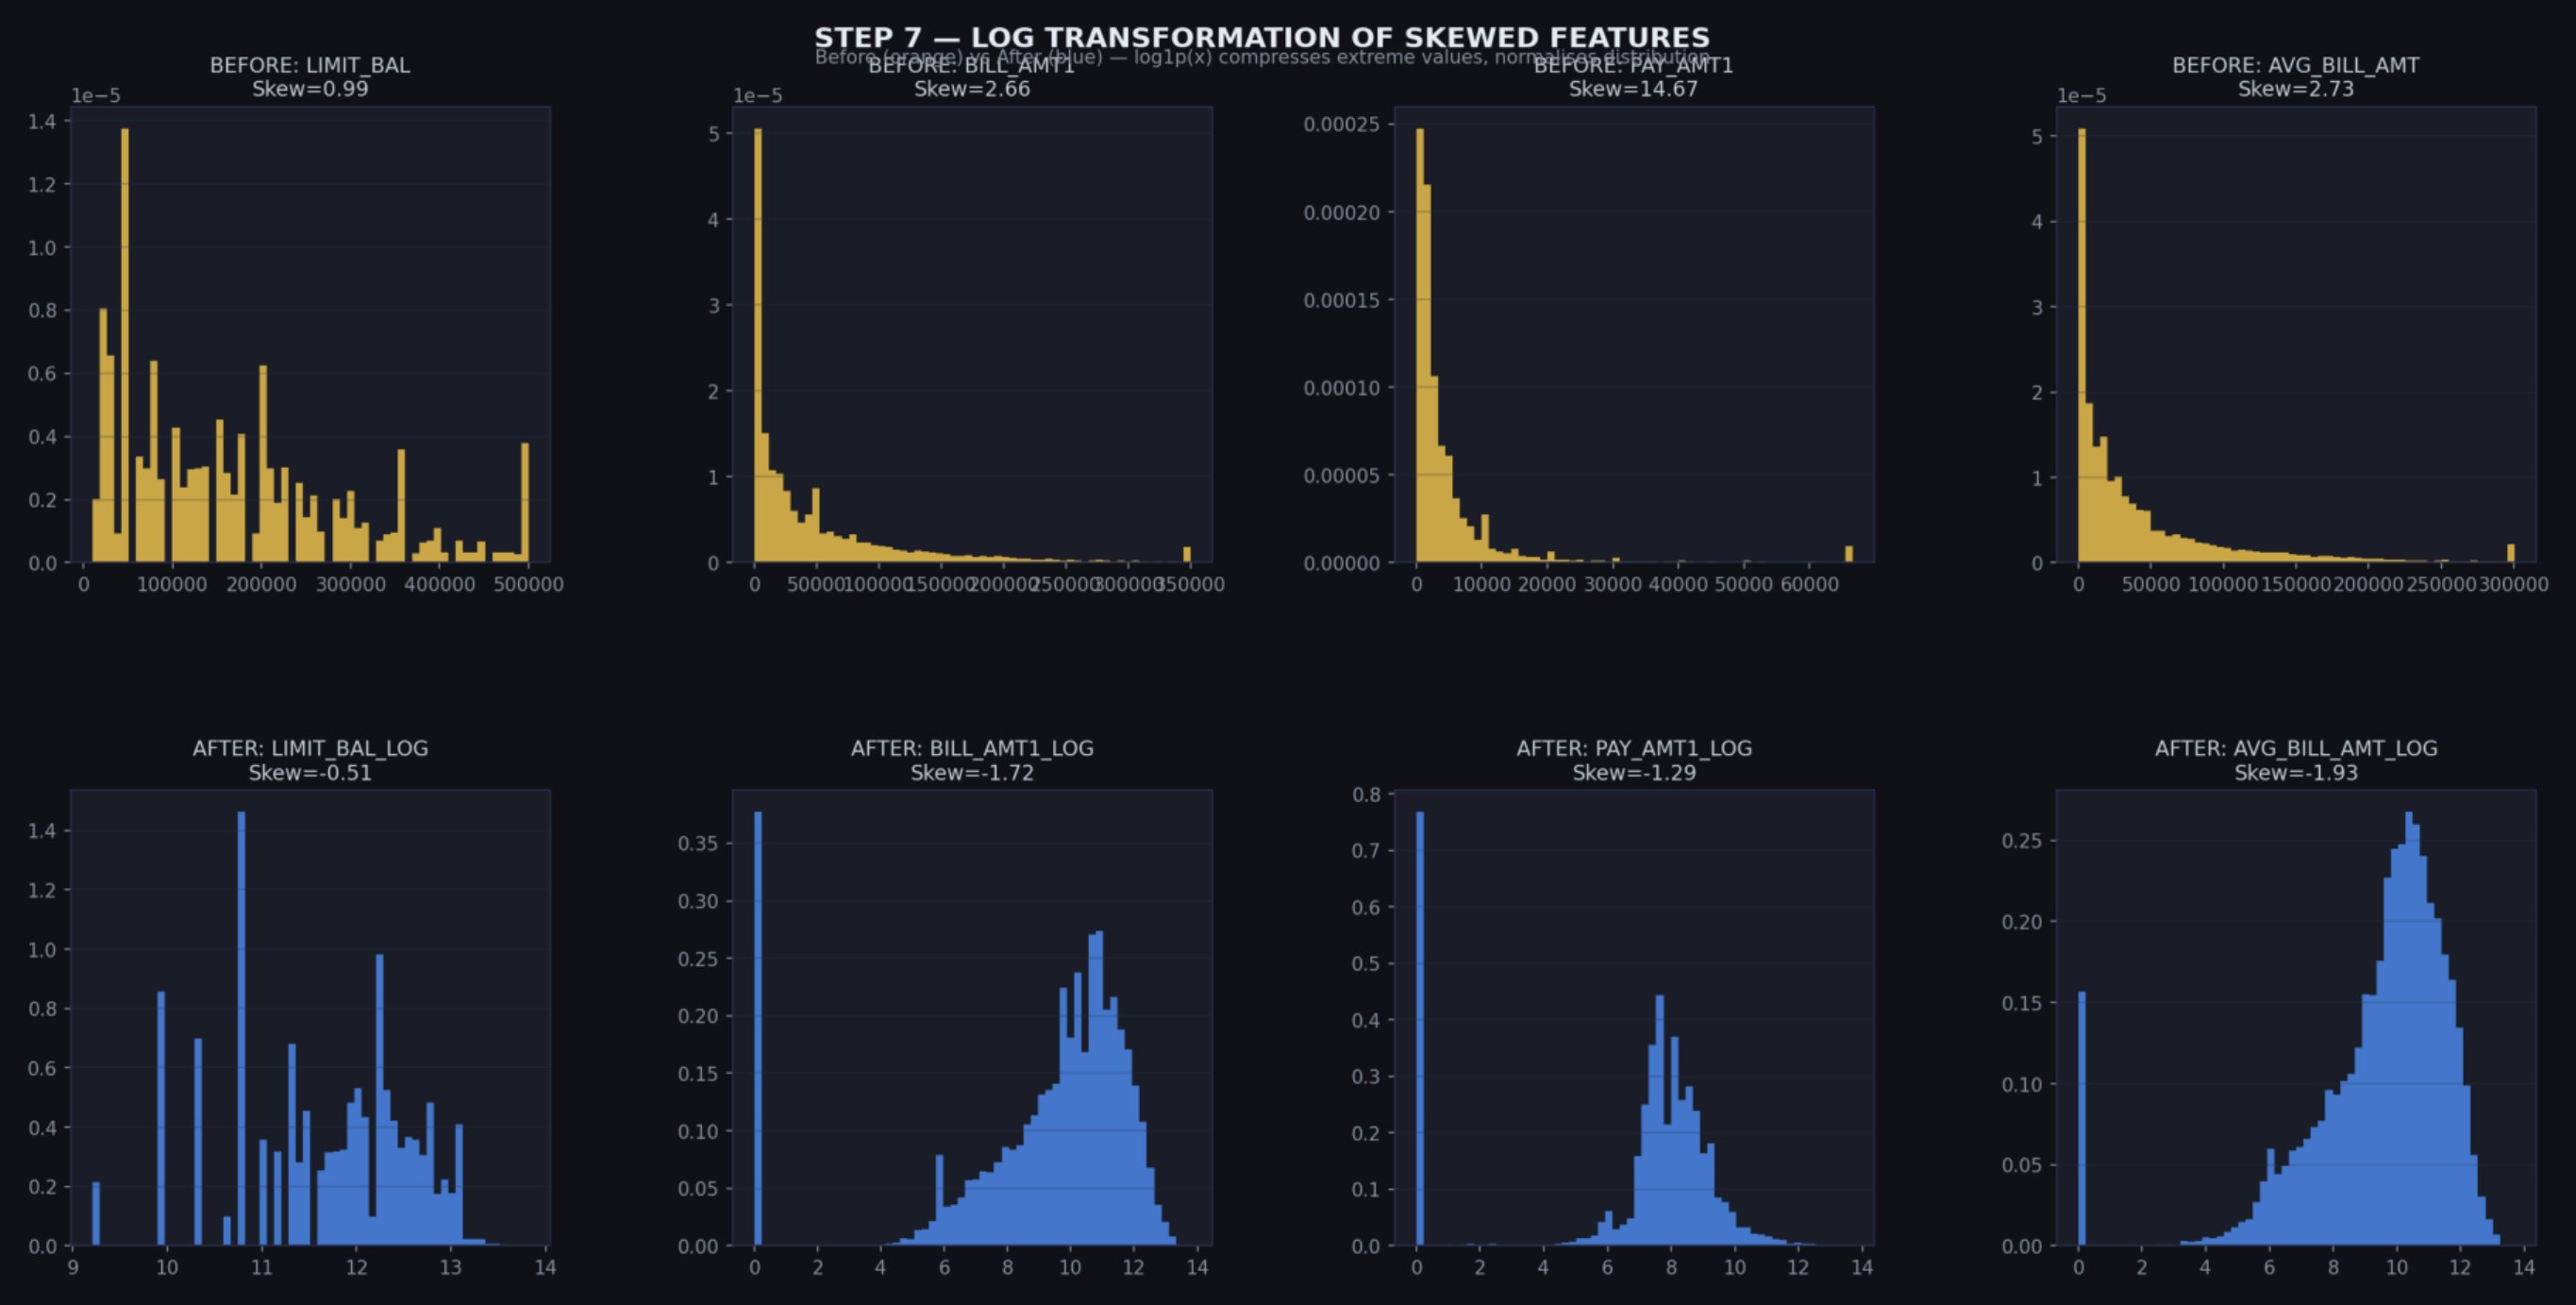 STEP 7 — LOG TRANSFORMATION OF SKEWED FEATURES
Before (orange) vs After (blue) — log1p(x) compresses extreme values, normalises distribution
BEFORE: LIMIT_BAL
Skew=0.99
1e−5
1.4
1.2
1.0
0.8
0.6
0.4
0.2
0.0
0 100000 200000 300000 400000 500000
BEFORE: BILL_AMT1
Skew=2.66
1e−5
5
4
3
2
1
0
0 50000 100000 150000 200000 250000 300000 350000
BEFORE: PAY_AMT1
Skew=14.67
0.00025
0.00020
0.00015
0.00010
0.00005
0.00000
0 10000 20000 30000 40000 50000 60000
BEFORE: AVG_BILL_AMT
Skew=2.73
1e−5
5
4
3
2
1
0
0 50000 100000 150000 200000 250000 300000
AFTER: LIMIT_BAL_LOG
Skew=-0.51
1.4
1.2
1.0
0.8
0.6
0.4
0.2
0.0
9 10 11 12 13 14
AFTER: BILL_AMT1_LOG
Skew=-1.72
0.35
0.30
0.25
0.20
0.15
0.10
0.05
0.00
0 2 4 6 8 10 12 14
AFTER: PAY_AMT1_LOG
Skew=-1.29
0.8
0.7
0.6
0.5
0.4
0.3
0.2
0.1
0.0
0 2 4 6 8 10 12 14
AFTER: AVG_BILL_AMT_LOG
Skew=-1.93
0.25
0.20
0.15
0.10
0.05
0.00
0 2 4 6 8 10 12 14